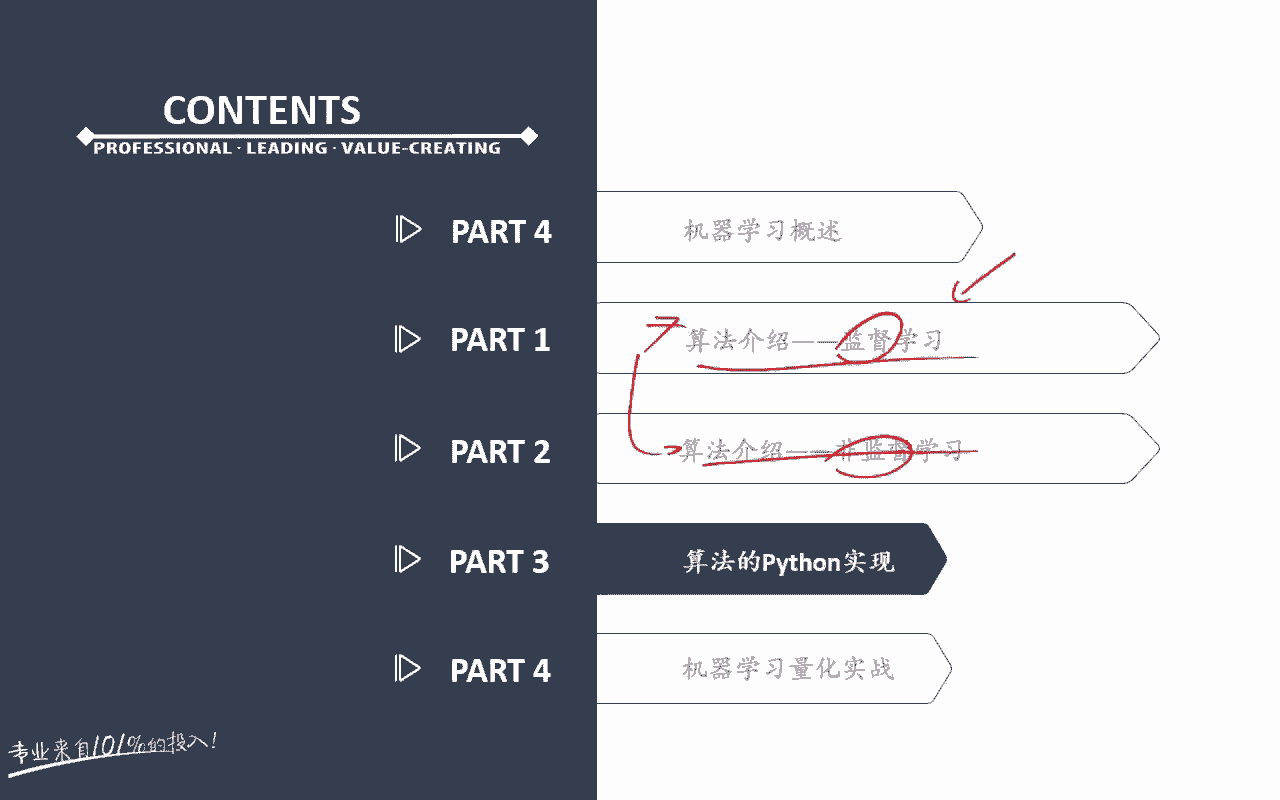 CONTENTS
PROFESSIONAL · LEADING · VALUE-CREATING
PART 4
机器学习概述
PART 1
算法介绍——监督学习
PART 2
算法介绍——非监督学习
PART 3
算法的Python实现
PART 4
机器学习量化实战
专业来自101%的投入!